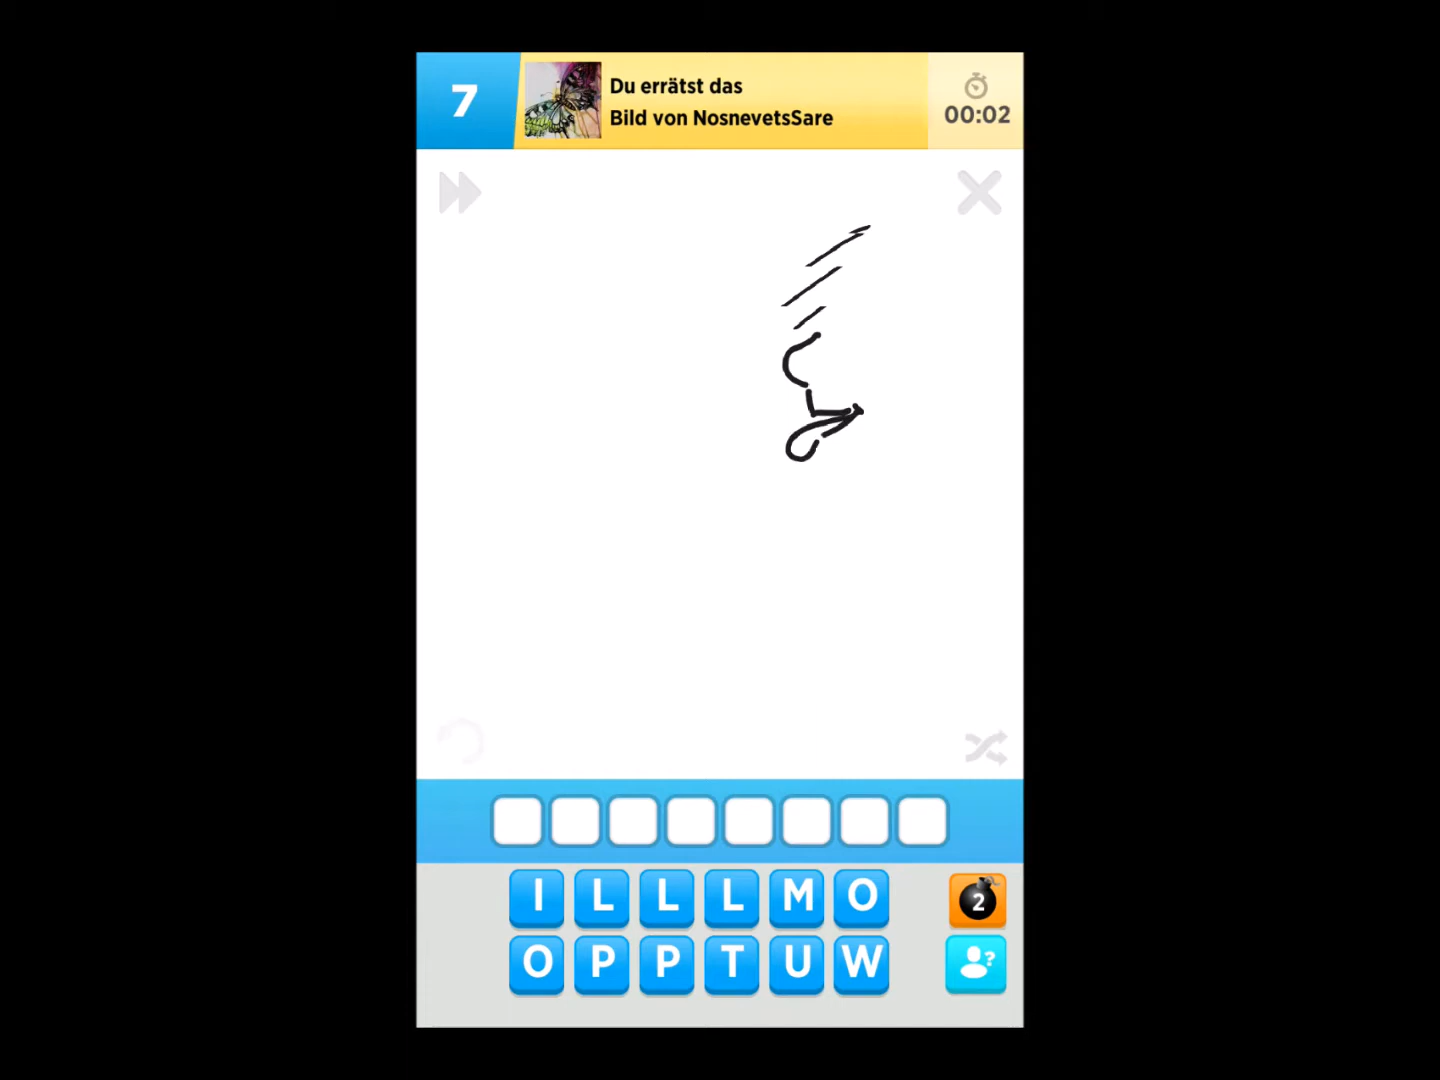 7
Du errätst das
Bild von NosnevetsSare
00:02
I L L L M O
2
O P P T U W
?